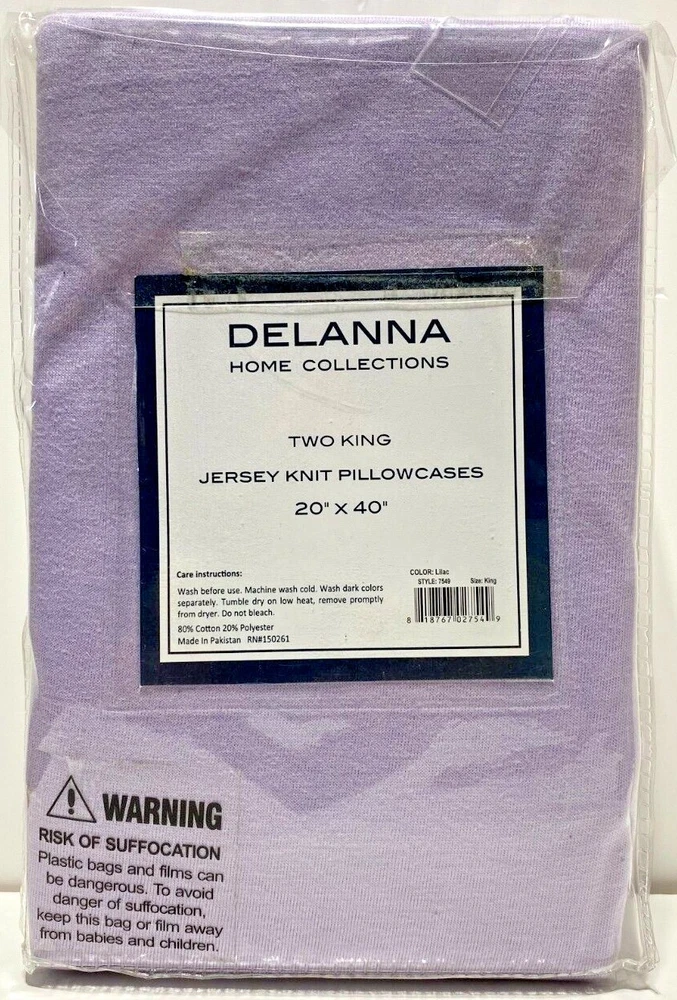 DELANNA
HOME COLLECTIONS
TWO KING
JERSEY KNIT PILLOWCASES
20" X 40"
Care instructions:
Wash before use. Machine wash cold. Wash dark colors
separately. Tumble dry on low heat, remove promptly
from dryer. Do not bleach.
80% Cotton 20% Polyester
Made In Pakistan RN#150261
COLOR: Lilac
STYLE: 7549 Size: King
8 18767 02754 9
WARNING
RISK OF SUFFOCATION
Plastic bags and films can
be dangerous. To avoid
danger of suffocation,
keep this bag or film away
from babies and children.